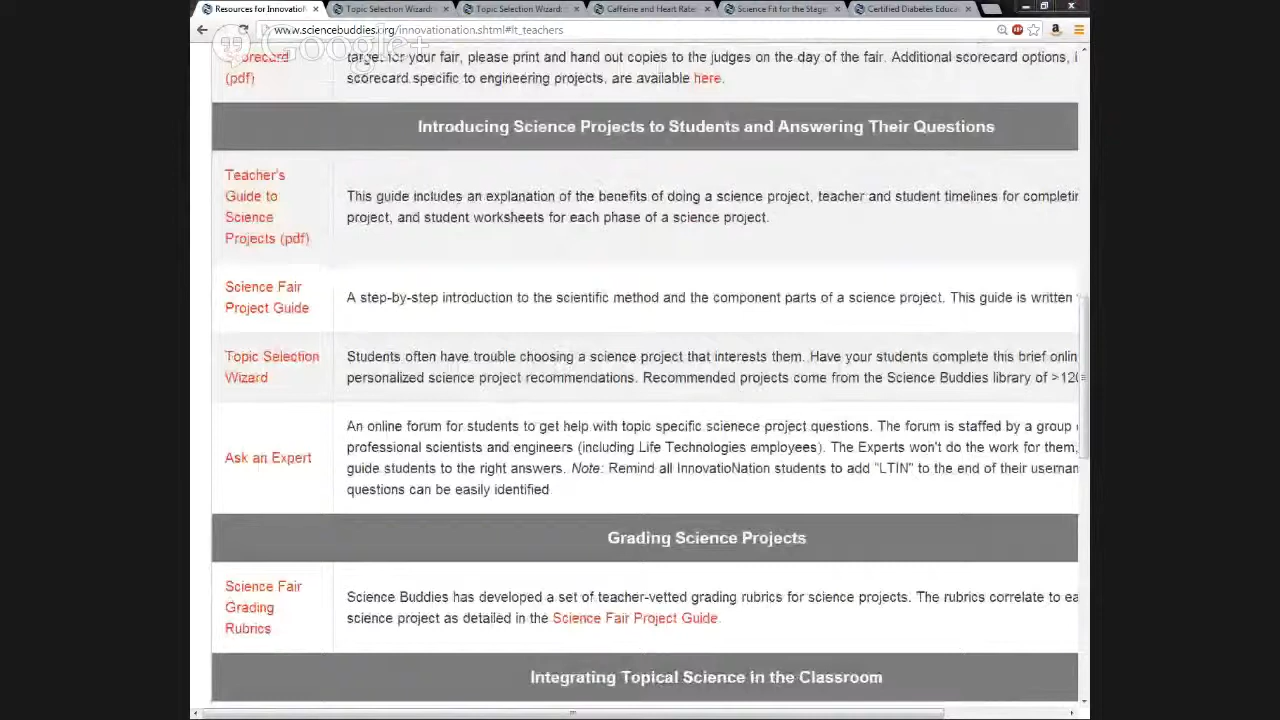 Resources for Innovation
Topic Selection Wizard:
Topic Selection Wizard:
Caffeine and Heart Rate:
Science Fit for the Stage:
Certified Diabetes Educa
www.sciencebuddies.org/innovationation.shtml#lt_teachers
Google+
Scorecard
(pdf)
target for your fair, please print and hand out copies to the judges on the day of the fair. Additional scorecard options, i
scorecard specific to engineering projects, are available here.
Introducing Science Projects to Students and Answering Their Questions
Teacher's
Guide to
Science
Projects (pdf)
This guide includes an explanation of the benefits of doing a science project, teacher and student timelines for completin
project, and student worksheets for each phase of a science project.
Science Fair
Project Guide
A step-by-step introduction to the scientific method and the component parts of a science project. This guide is written
Topic Selection
Wizard
Students often have trouble choosing a science project that interests them. Have your students complete this brief onlin
personalized science project recommendations. Recommended projects come from the Science Buddies library of >120
Ask an Expert
An online forum for students to get help with topic specific scienece project questions. The forum is staffed by a group
professional scientists and engineers (including Life Technologies employees). The Experts won't do the work for them;
guide students to the right answers. Note: Remind all InnovatioNation students to add "LTIN" to the end of their usernam
questions can be easily identified
Grading Science Projects
Science Fair
Grading
Rubrics
Science Buddies has developed a set of teacher-vetted grading rubrics for science projects. The rubrics correlate to ea
science project as detailed in the Science Fair Project Guide.
Integrating Topical Science in the Classroom